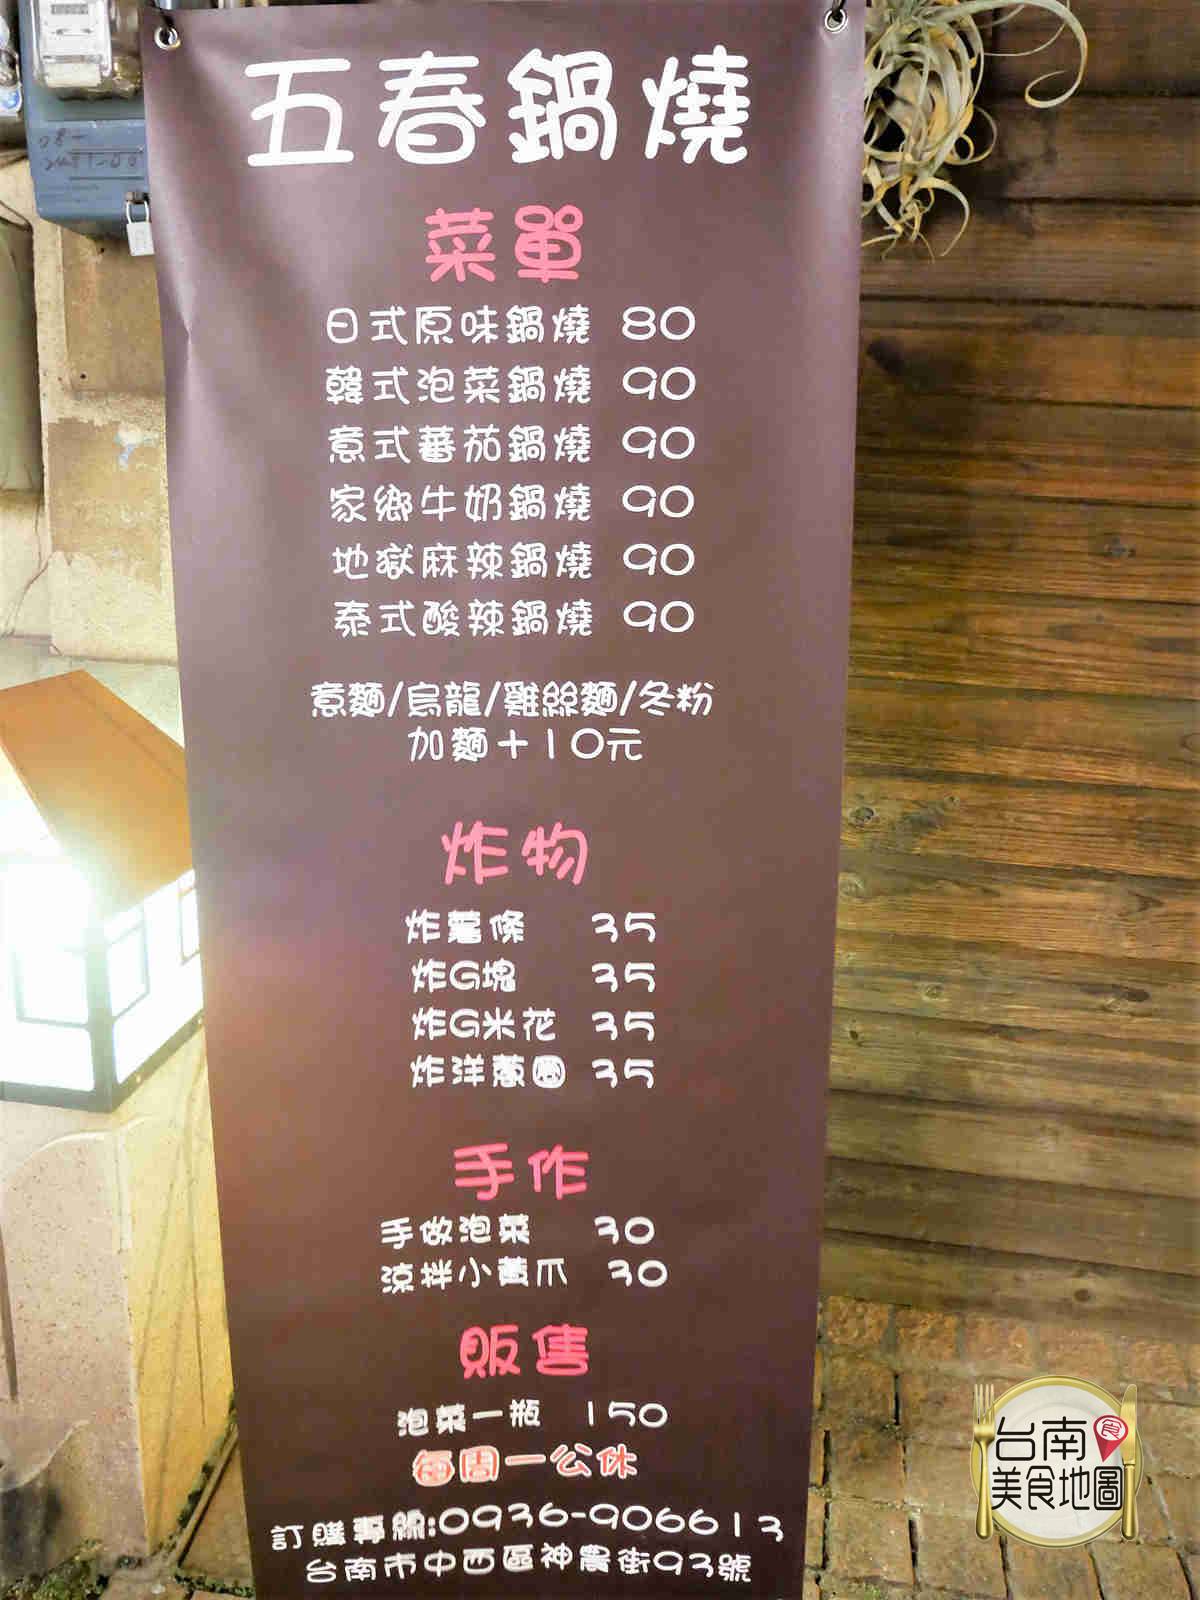 五春鍋燒
菜單
日式原味鍋燒 80
韓式泡菜鍋燒 90
意式蕃茄鍋燒 90
家鄉牛奶鍋燒 90
地獄麻辣鍋燒 90
泰式酸辣鍋燒 90
意麵/烏龍/雞絲麵/冬粉
加麵+10元
炸物
炸薯條 35
炸G塊 35
炸G米花 35
炸洋蔥圈 35
手作
手做泡菜 30
涼拌小黃瓜 30
販售
泡菜一瓶 150
每周一公休
訂購專線:0936-906613
台南市中西區神農街93號
台南
食
美食地圖